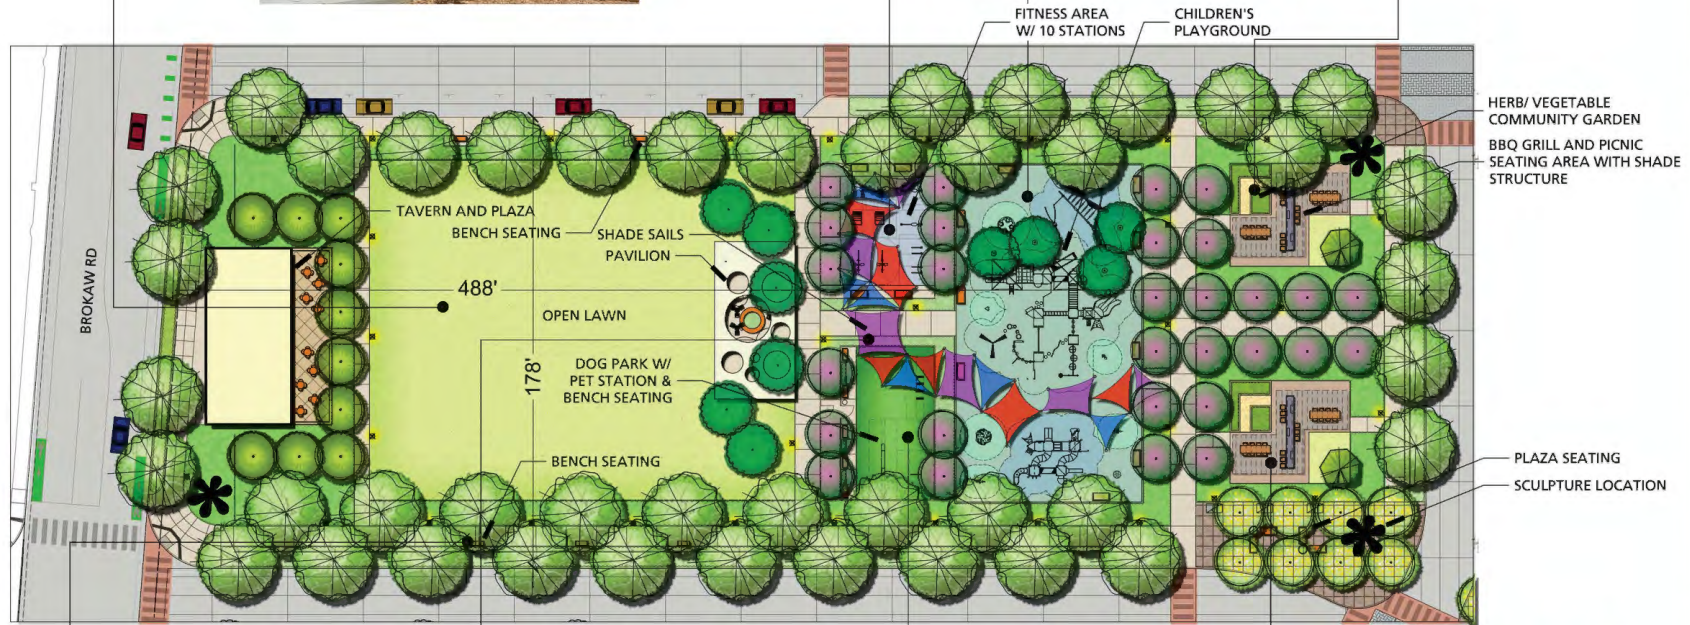 FITNESS AREA
W/ 10 STATIONS
CHILDREN'S
PLAYGROUND
HERB/ VEGETABLE
COMMUNITY GARDEN
BBQ GRILL AND PICNIC
SEATING AREA WITH SHADE
STRUCTURE
TAVERN AND PLAZA
BENCH SEATING
SHADE SAILS
PAVILION
BROKAW RD
488'
OPEN LAWN
178'
DOG PARK W/
PET STATION &
BENCH SEATING
BENCH SEATING
PLAZA SEATING
SCULPTURE LOCATION